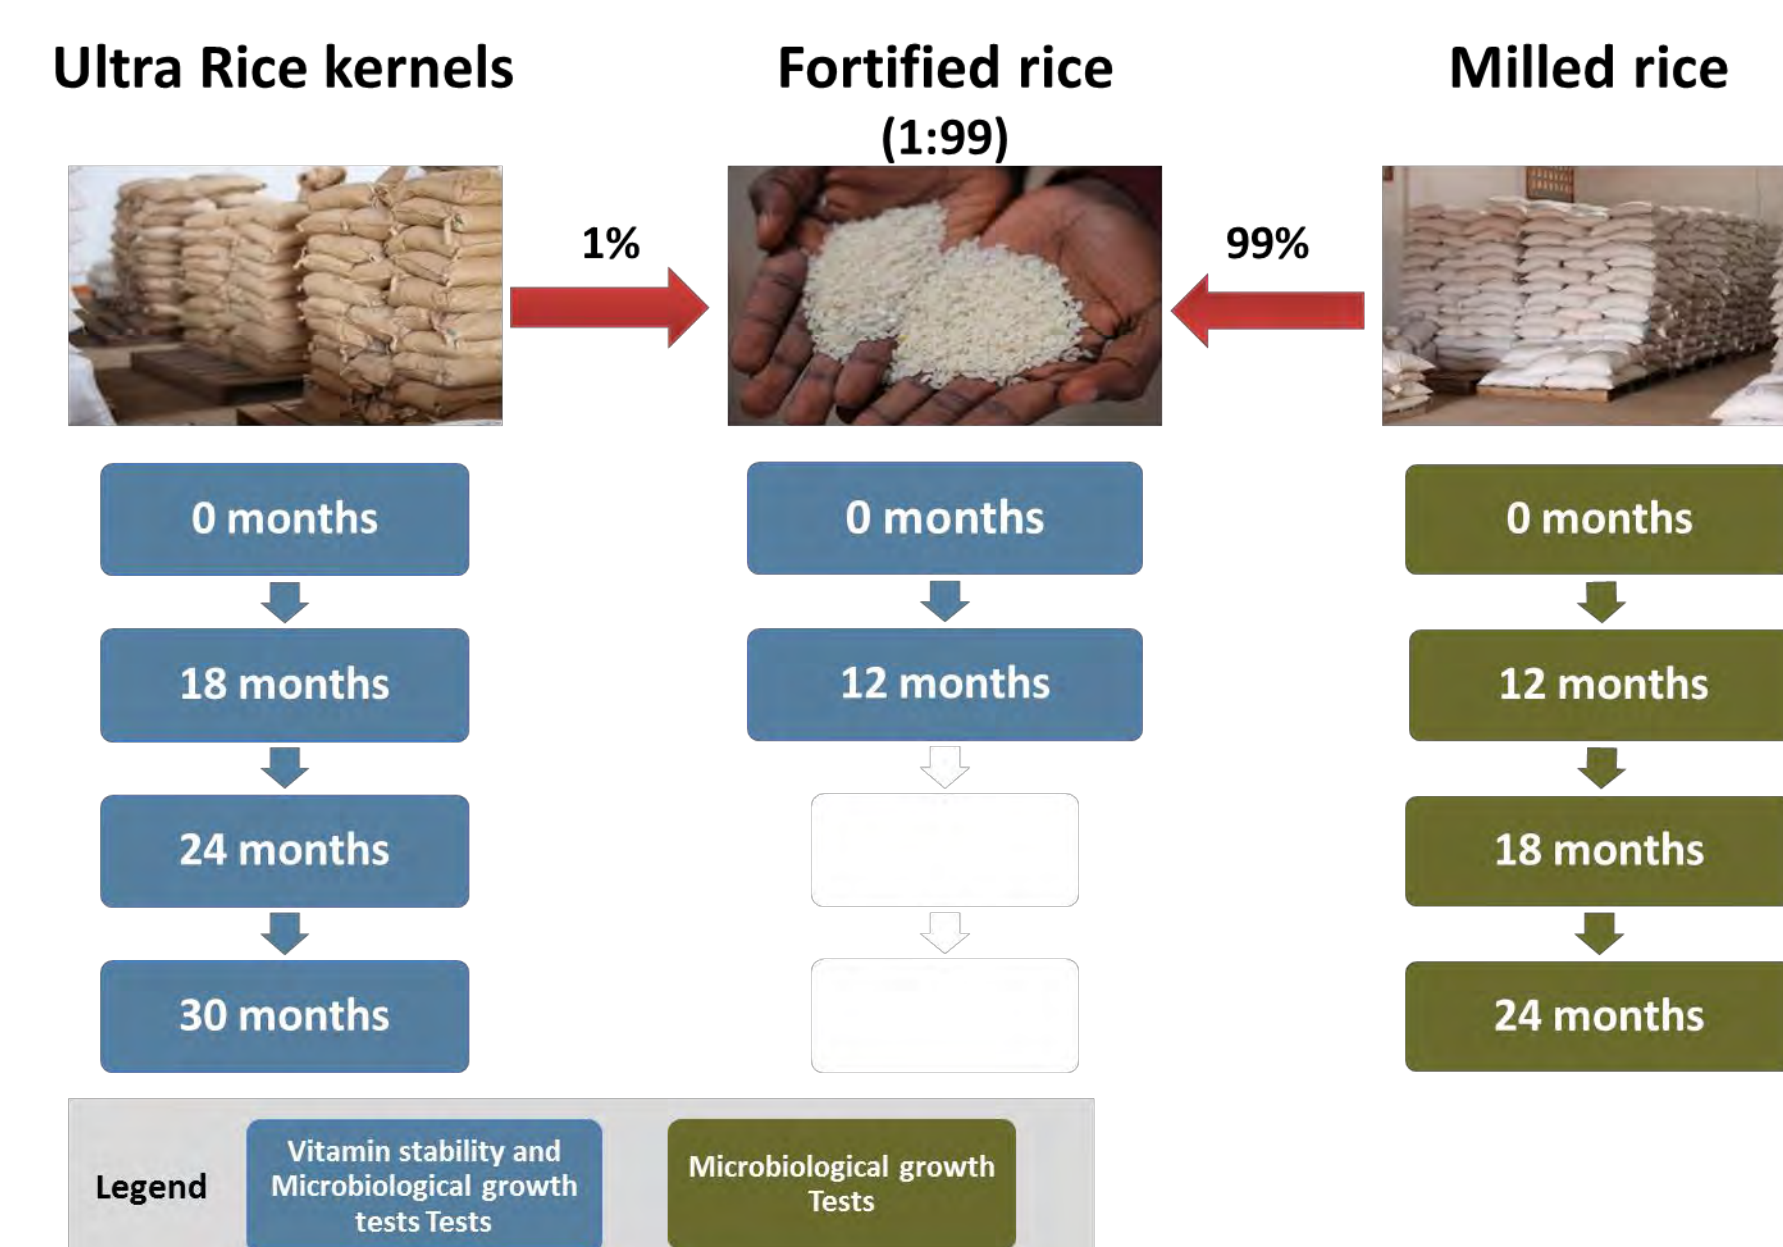 Ultra Rice kernels
Fortified rice
(1:99)
Milled rice
1%
99%
0 months
0 months
0 months
18 months
12 months
12 months
24 months
18 months
30 months
24 months
Legend
Vitamin stability and
Microbiological growth
tests Tests
Microbiological growth
Tests